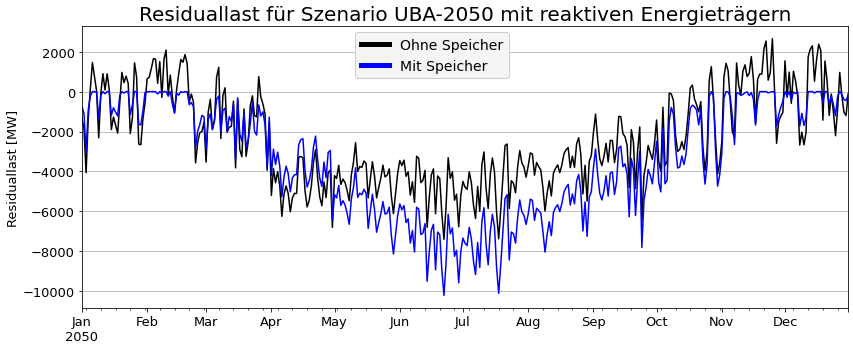 Residuallast für Szenario UBA-2050 mit reaktiven Energieträgern
Ohne Speicher
Mit Speicher
Residuallast [MW]
2000
0
−2000
−4000
−6000
−8000
−10000
Jan Feb Mar Apr May Jun Jul Aug Sep Oct Nov Dec
2050